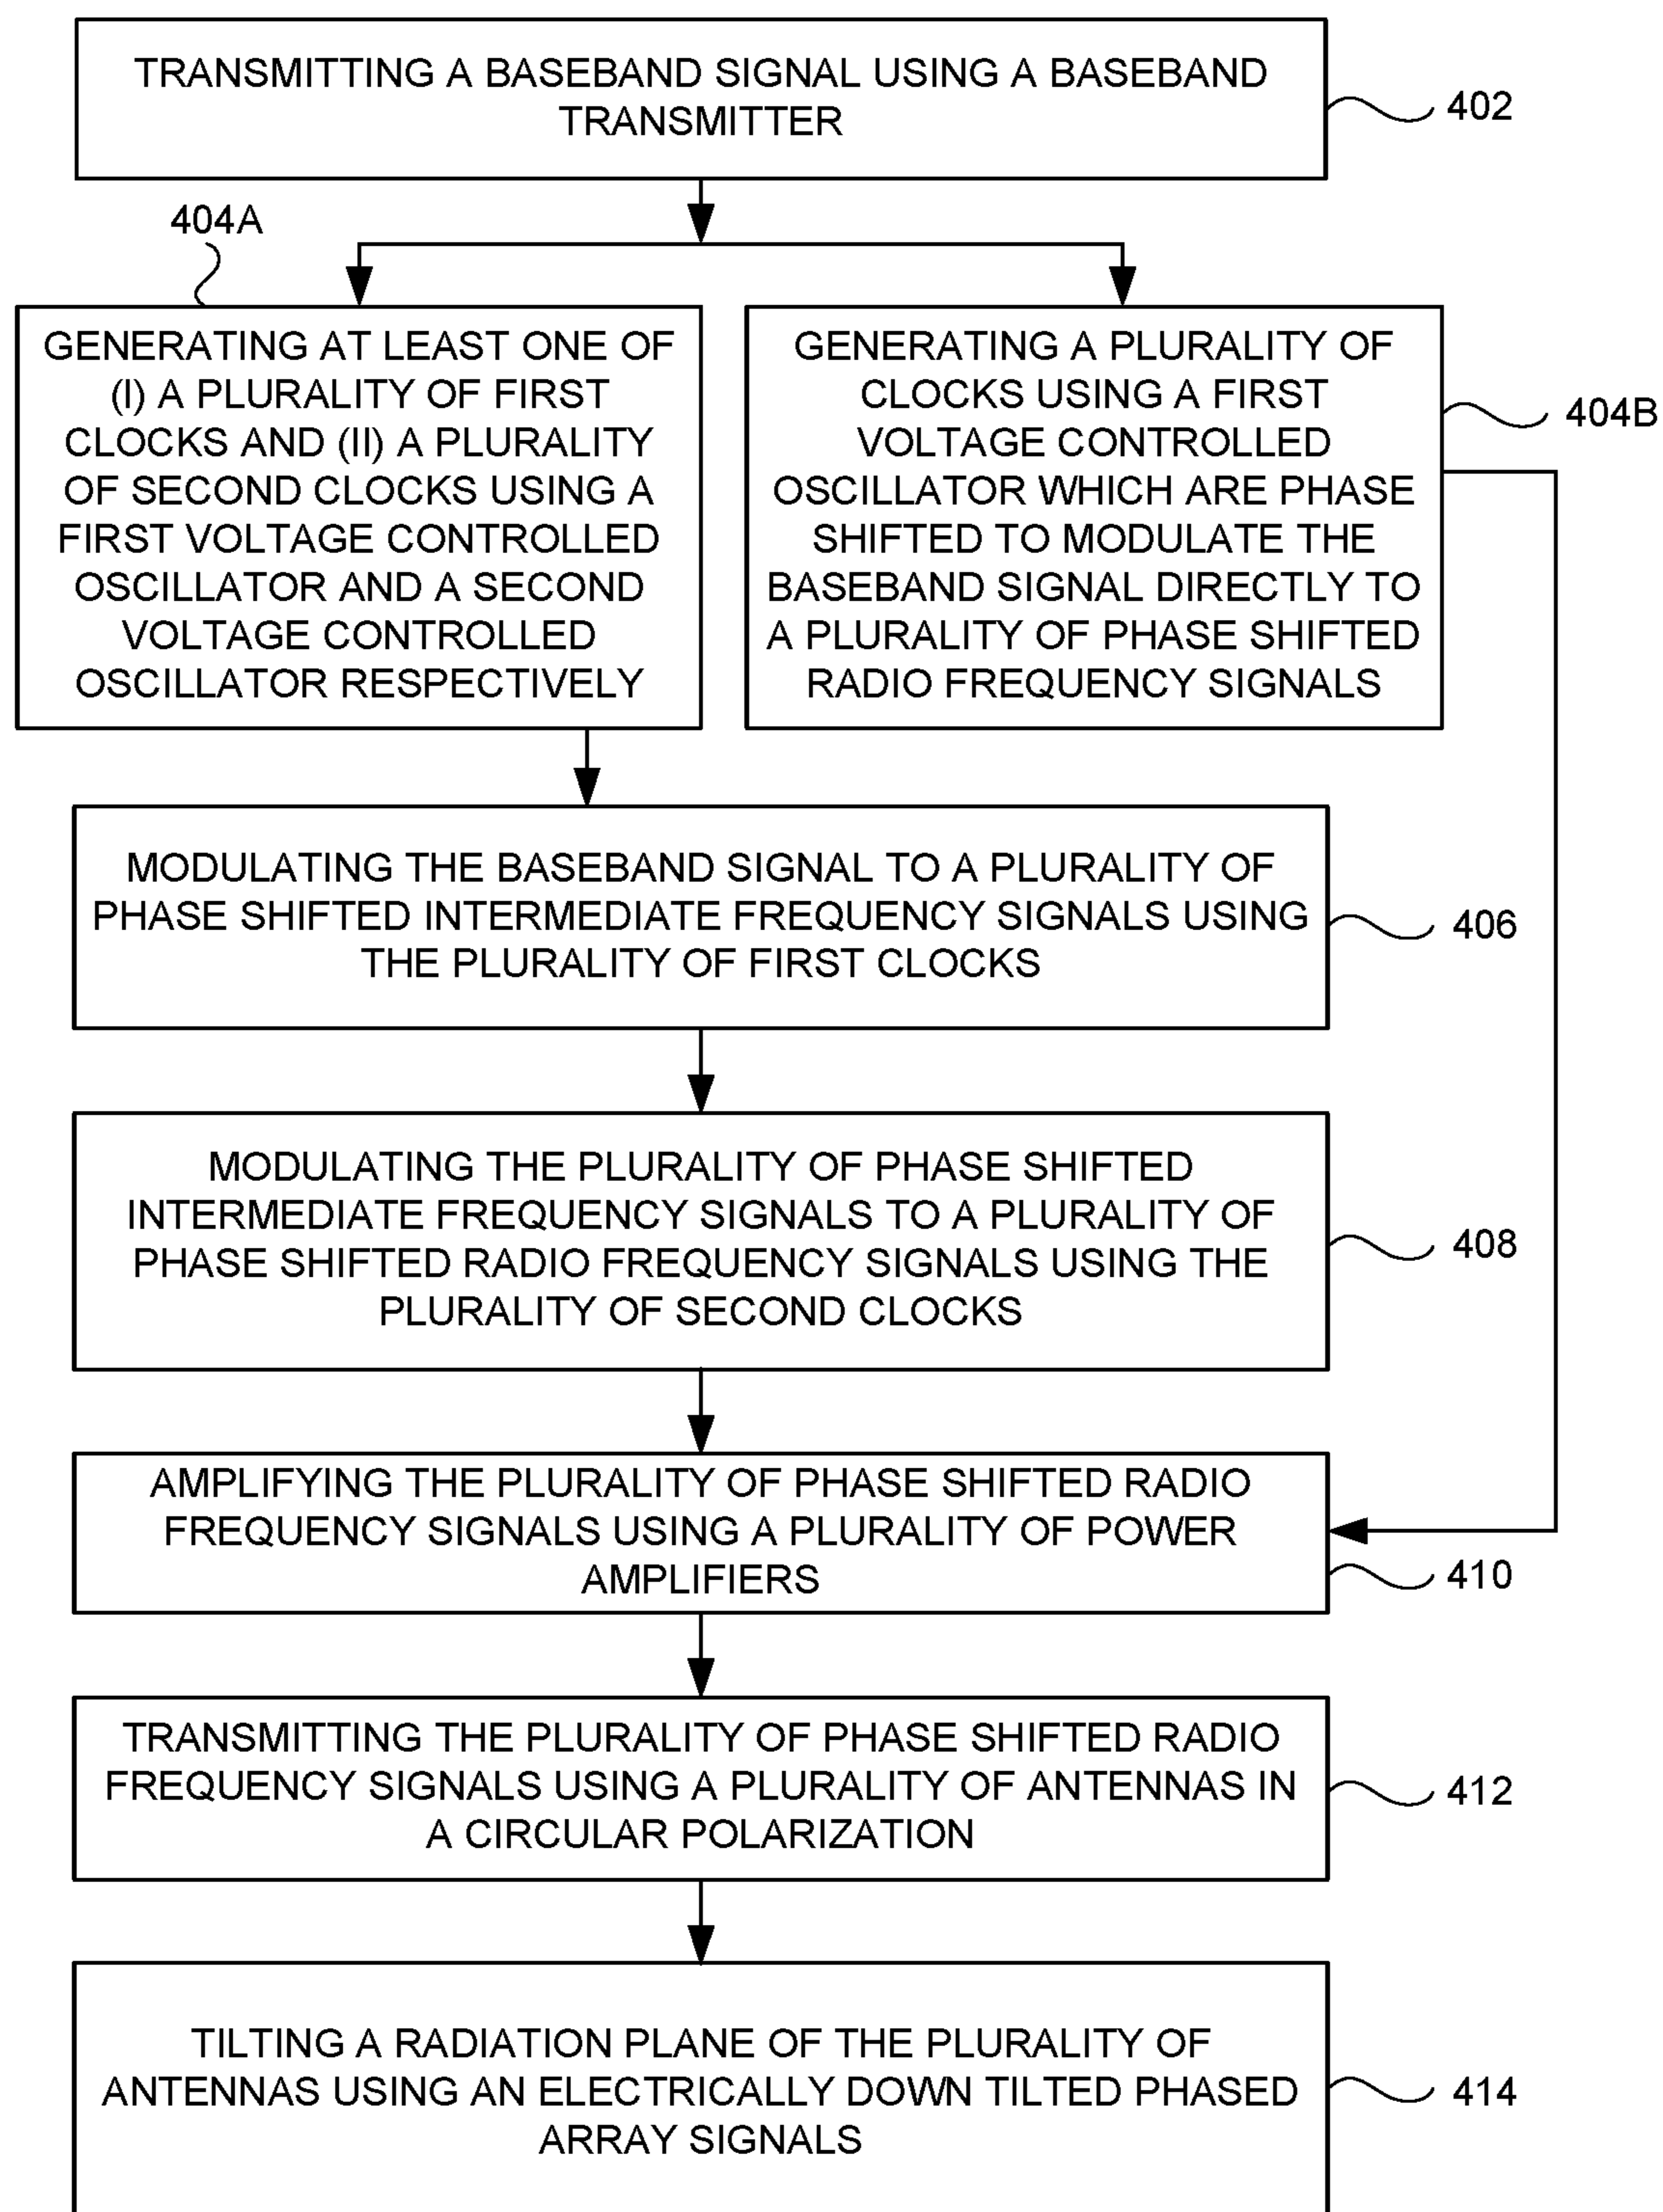 TRANSMITTING A BASEBAND SIGNAL USING A BASEBAND
TRANSMITTER
402
404A
GENERATING AT LEAST ONE OF
(I) A PLURALITY OF FIRST
CLOCKS AND (II) A PLURALITY
OF SECOND CLOCKS USING A
FIRST VOLTAGE CONTROLLED
OSCILLATOR AND A SECOND
VOLTAGE CONTROLLED
OSCILLATOR RESPECTIVELY
GENERATING A PLURALITY OF
CLOCKS USING A FIRST
VOLTAGE CONTROLLED
OSCILLATOR WHICH ARE PHASE
SHIFTED TO MODULATE THE
BASEBAND SIGNAL DIRECTLY TO
A PLURALITY OF PHASE SHIFTED
RADIO FREQUENCY SIGNALS
404B
MODULATING THE BASEBAND SIGNAL TO A PLURALITY OF
PHASE SHIFTED INTERMEDIATE FREQUENCY SIGNALS USING
THE PLURALITY OF FIRST CLOCKS
406
MODULATING THE PLURALITY OF PHASE SHIFTED
INTERMEDIATE FREQUENCY SIGNALS TO A PLURALITY OF
PHASE SHIFTED RADIO FREQUENCY SIGNALS USING THE
PLURALITY OF SECOND CLOCKS
408
AMPLIFYING THE PLURALITY OF PHASE SHIFTED RADIO
FREQUENCY SIGNALS USING A PLURALITY OF POWER
AMPLIFIERS
410
TRANSMITTING THE PLURALITY OF PHASE SHIFTED RADIO
FREQUENCY SIGNALS USING A PLURALITY OF ANTENNAS IN
A CIRCULAR POLARIZATION
412
TILTING A RADIATION PLANE OF THE PLURALITY OF
ANTENNAS USING AN ELECTRICALLY DOWN TILTED PHASED
ARRAY SIGNALS
414